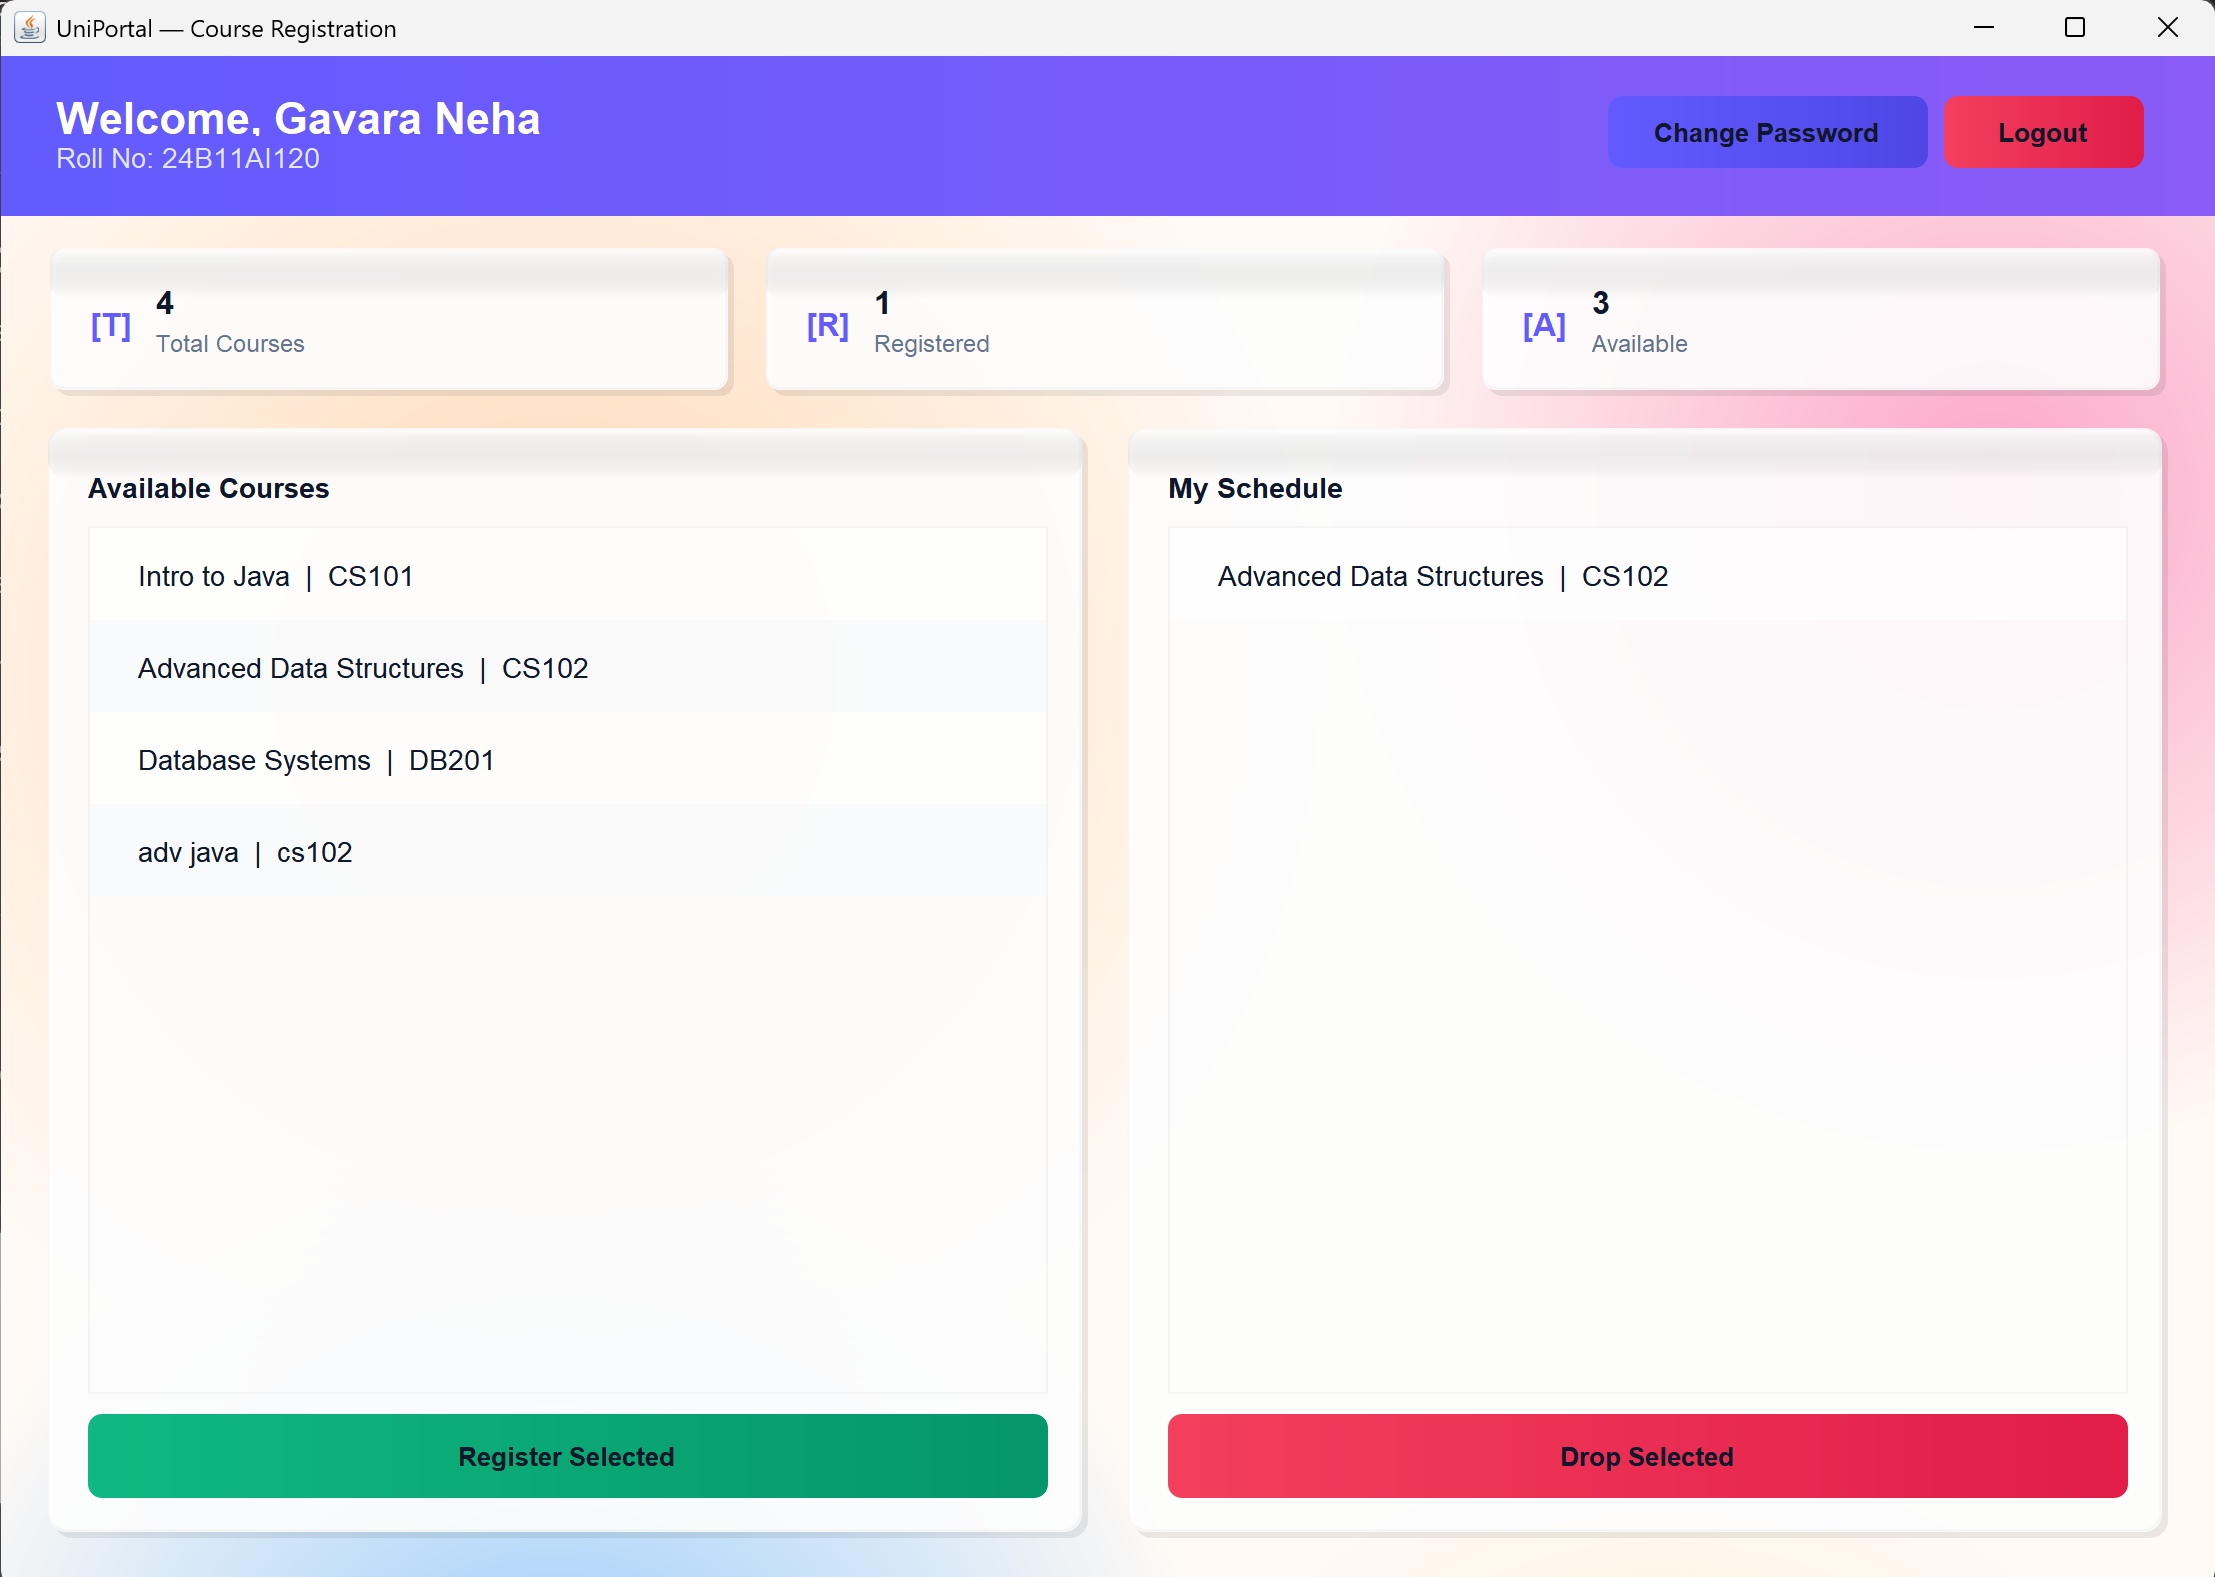 UniPortal — Course Registration
Welcome, Gavara Neha
Roll No: 24B11AI120
Change Password
Logout
[T]
4
Total Courses
[R]
1
Registered
[A]
3
Available
Available Courses
Intro to Java | CS101
Advanced Data Structures | CS102
Database Systems | DB201
adv java | cs102
Register Selected
My Schedule
Advanced Data Structures | CS102
Drop Selected